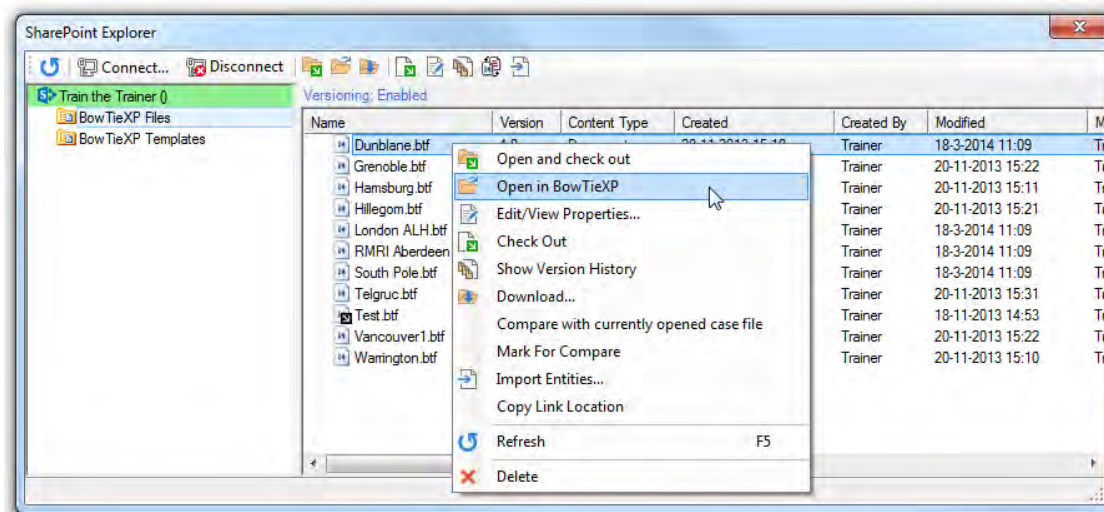 SharePoint Explorer
Connect... Disconnect
Train the Trainer ()
BowTieXP Files
BowTieXP Templates
Versioning: Enabled
Name Version Content Type Created Created By Modified
Dunblane.btf Trainer 18-3-2014 11:09
Grenoble.btf Trainer 20-11-2013 15:22
Hamsburg.btf Trainer 20-11-2013 15:11
Hillegom.btf Trainer 20-11-2013 15:21
London ALH.btf Trainer 18-3-2014 11:09
RMRI Aberdeen Trainer 18-3-2014 11:09
South Pole.btf Trainer 18-3-2014 11:09
Telgruc.btf Trainer 20-11-2013 15:31
Test.btf Trainer 18-11-2013 14:53
Vancouver1.btf Trainer 20-11-2013 15:22
Warrington.btf Trainer 20-11-2013 15:10
Open and check out
Open in BowTieXP
Edit/View Properties...
Check Out
Show Version History
Download...
Compare with currently opened case file
Mark For Compare
Import Entities...
Copy Link Location
Refresh F5
Delete